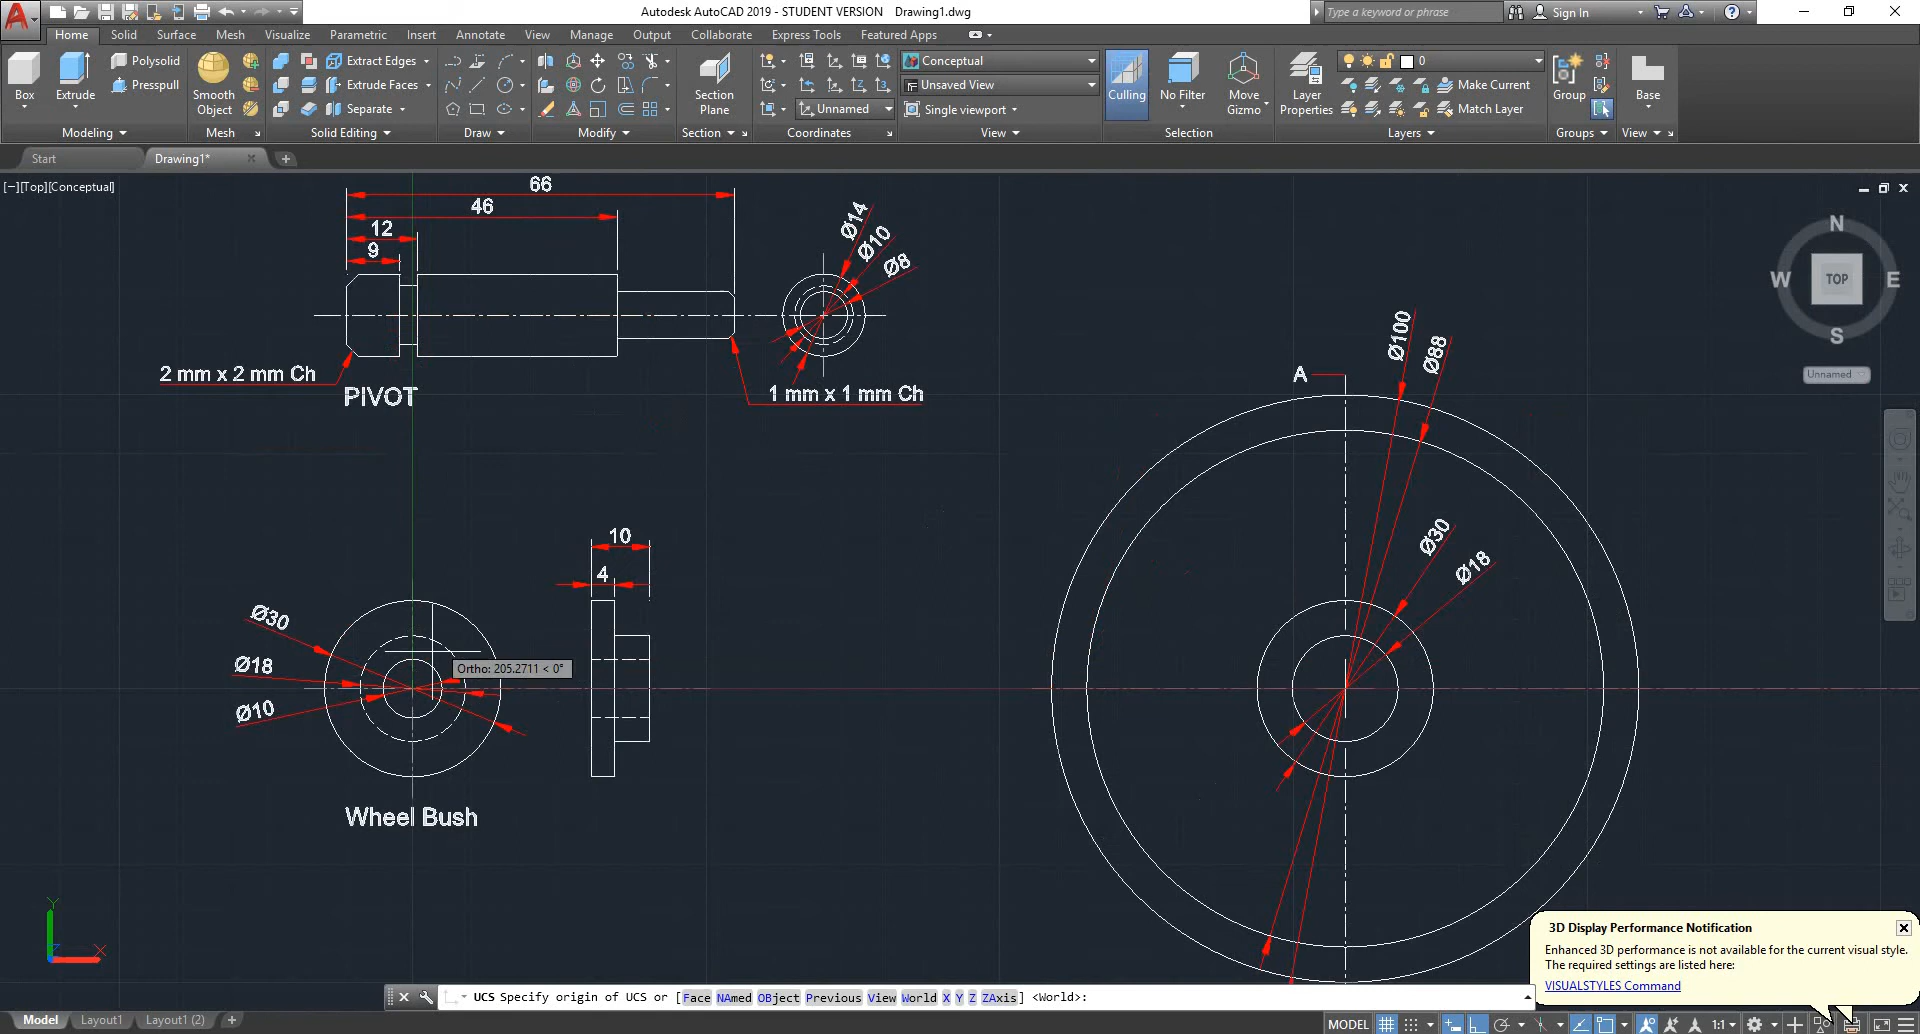 Autodesk AutoCAD 2019 - STUDENT VERSION Drawing1.dwg
Type a keyword or phrase
Sign In
Home Solid Surface Mesh Visualize Parametric Insert Annotate View Manage Output Collaborate Express Tools Featured Apps
Box
Extrude
Polysolid
Presspull
Modeling
Smooth Object
Mesh
Extract Edges
Extrude Faces
Separate
Solid Editing
Draw
Modify
Section Plane
Section
Unnamed
Coordinates
Conceptual
Unsaved View
Single viewport
View
Culling
No Filter
Move Gizmo
Selection
Layer Properties
0
Make Current
Match Layer
Layers
Group
Groups
Base
View
Start
Drawing1*
[−][Top][Conceptual]
66
46
12
9
Ø14
Ø10
Ø8
2 mm x 2 mm Ch
PIVOT
1 mm x 1 mm Ch
N
W
TOP
E
S
Unnamed
Ø100
Ø88
A
Ø30
Ø18
10
4
Ø30
Ø18
Ø10
Ortho: 205.2711 < 0°
Wheel Bush
Y
X
3D Display Performance Notification
Enhanced 3D performance is not available for the current visual style.
The required settings are listed here:
VISUALSTYLES Command
UCS Specify origin of UCS or [Face NAmed OBject Previous View World X Y Z ZAxis] <World>:
Model Layout1 Layout1 (2)
MODEL
1:1